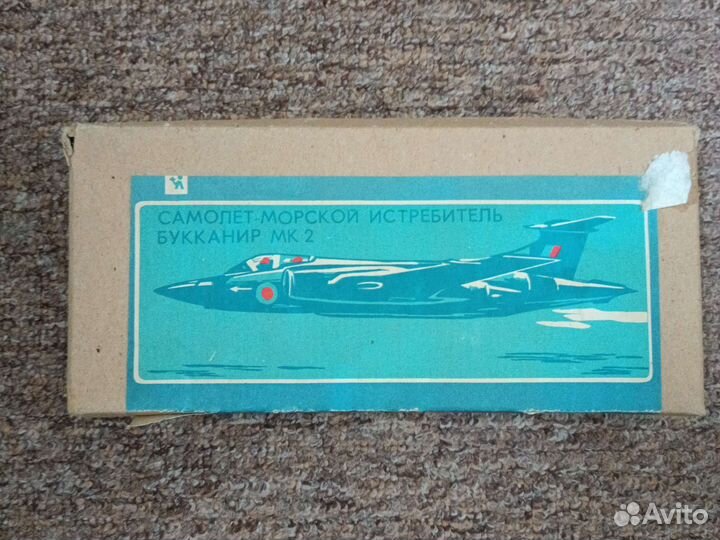 САМОЛЕТ-МОРСКОЙ ИСТРЕБИТЕЛЬ
БУККАНИР МК 2
Avito